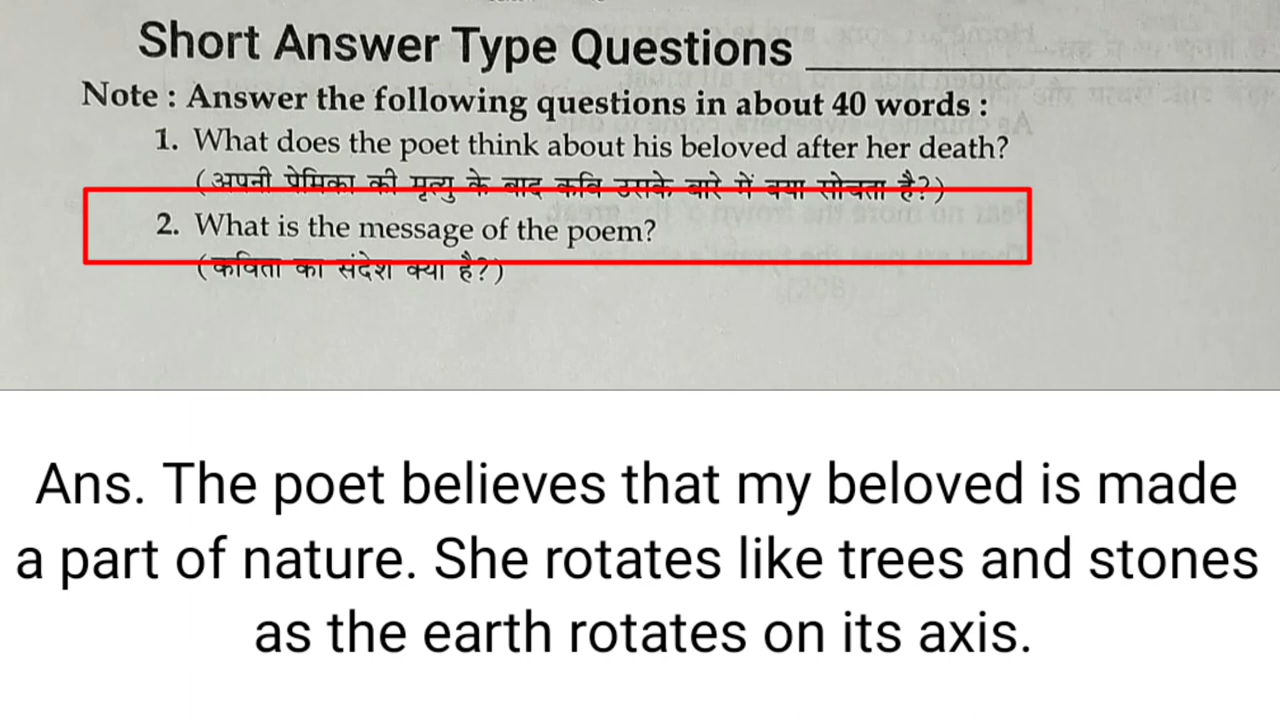 Short Answer Type Questions
Note : Answer the following questions in about 40 words :
1. What does the poet think about his beloved after her death?
(अपनी प्रेमिका की मृत्यु के बाद कवि उसके बारे में क्या सोचता है?)
2. What is the message of the poem?
(कविता का संदेश क्या है?)
Ans. The poet believes that my beloved is made
a part of nature. She rotates like trees and stones
as the earth rotates on its axis.